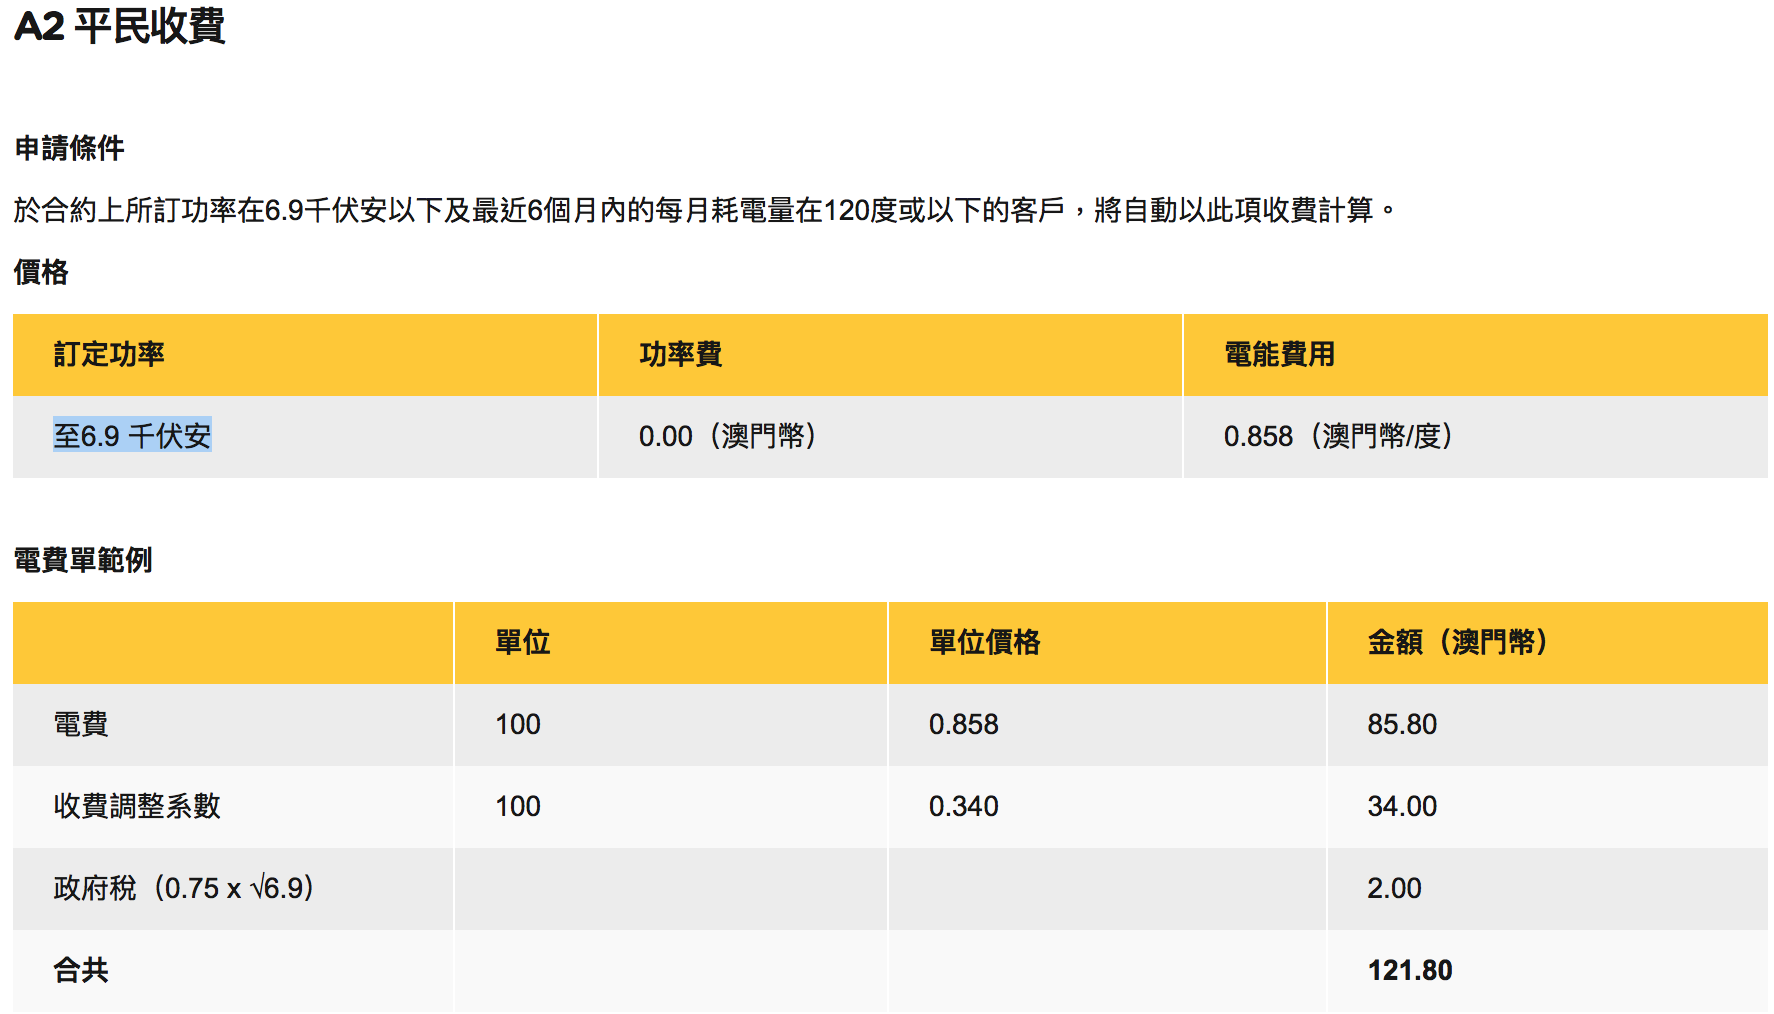 A2 平民收費
申請條件
於合約上所訂功率在6.9千伏安以下及最近6個月內的每月耗電量在120度或以下的客戶，將自動以此項收費計算。
價格
訂定功率 功率費 電能費用
至6.9 千伏安 0.00（澳門幣） 0.858（澳門幣/度）
電費單範例
單位 單位價格 金額（澳門幣）
電費 100 0.858 85.80
收費調整系數 100 0.340 34.00
政府稅（0.75 x √6.9） 2.00
合共 121.80